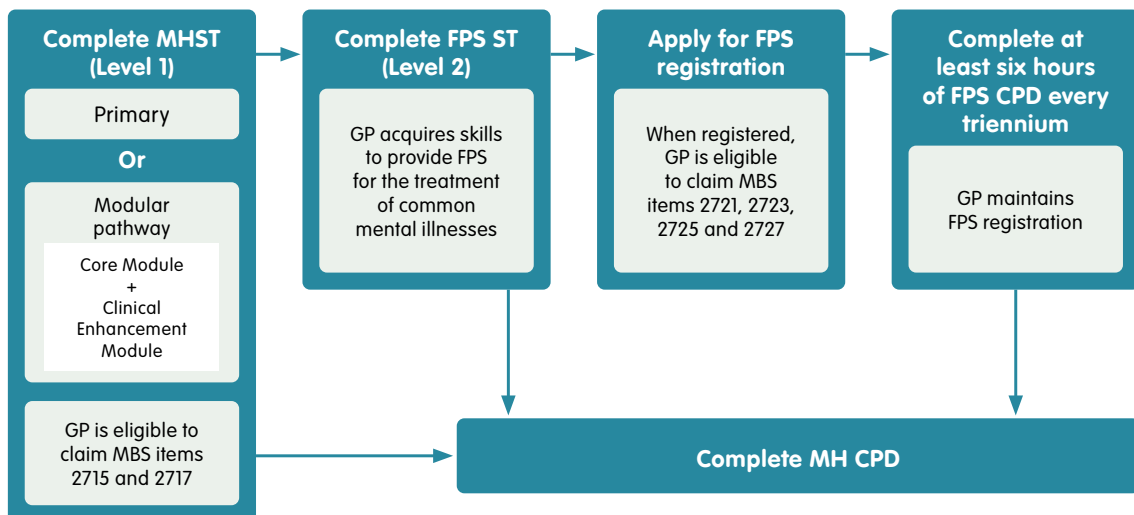 Complete MHST
(Level 1)
Primary
Or
Modular
pathway
Core Module
+
Clinical
Enhancement
Module
GP is eligible to
claim MBS items
2715 and 2717
Complete FPS ST
(Level 2)
GP acquires skills
to provide FPS
for the treatment
of common
mental illnesses
Apply for FPS
registration
When registered,
GP is eligible
to claim MBS
items 2721, 2723,
2725 and 2727
Complete at
least six hours
of FPS CPD every
triennium
GP maintains
FPS registration
Complete MH CPD